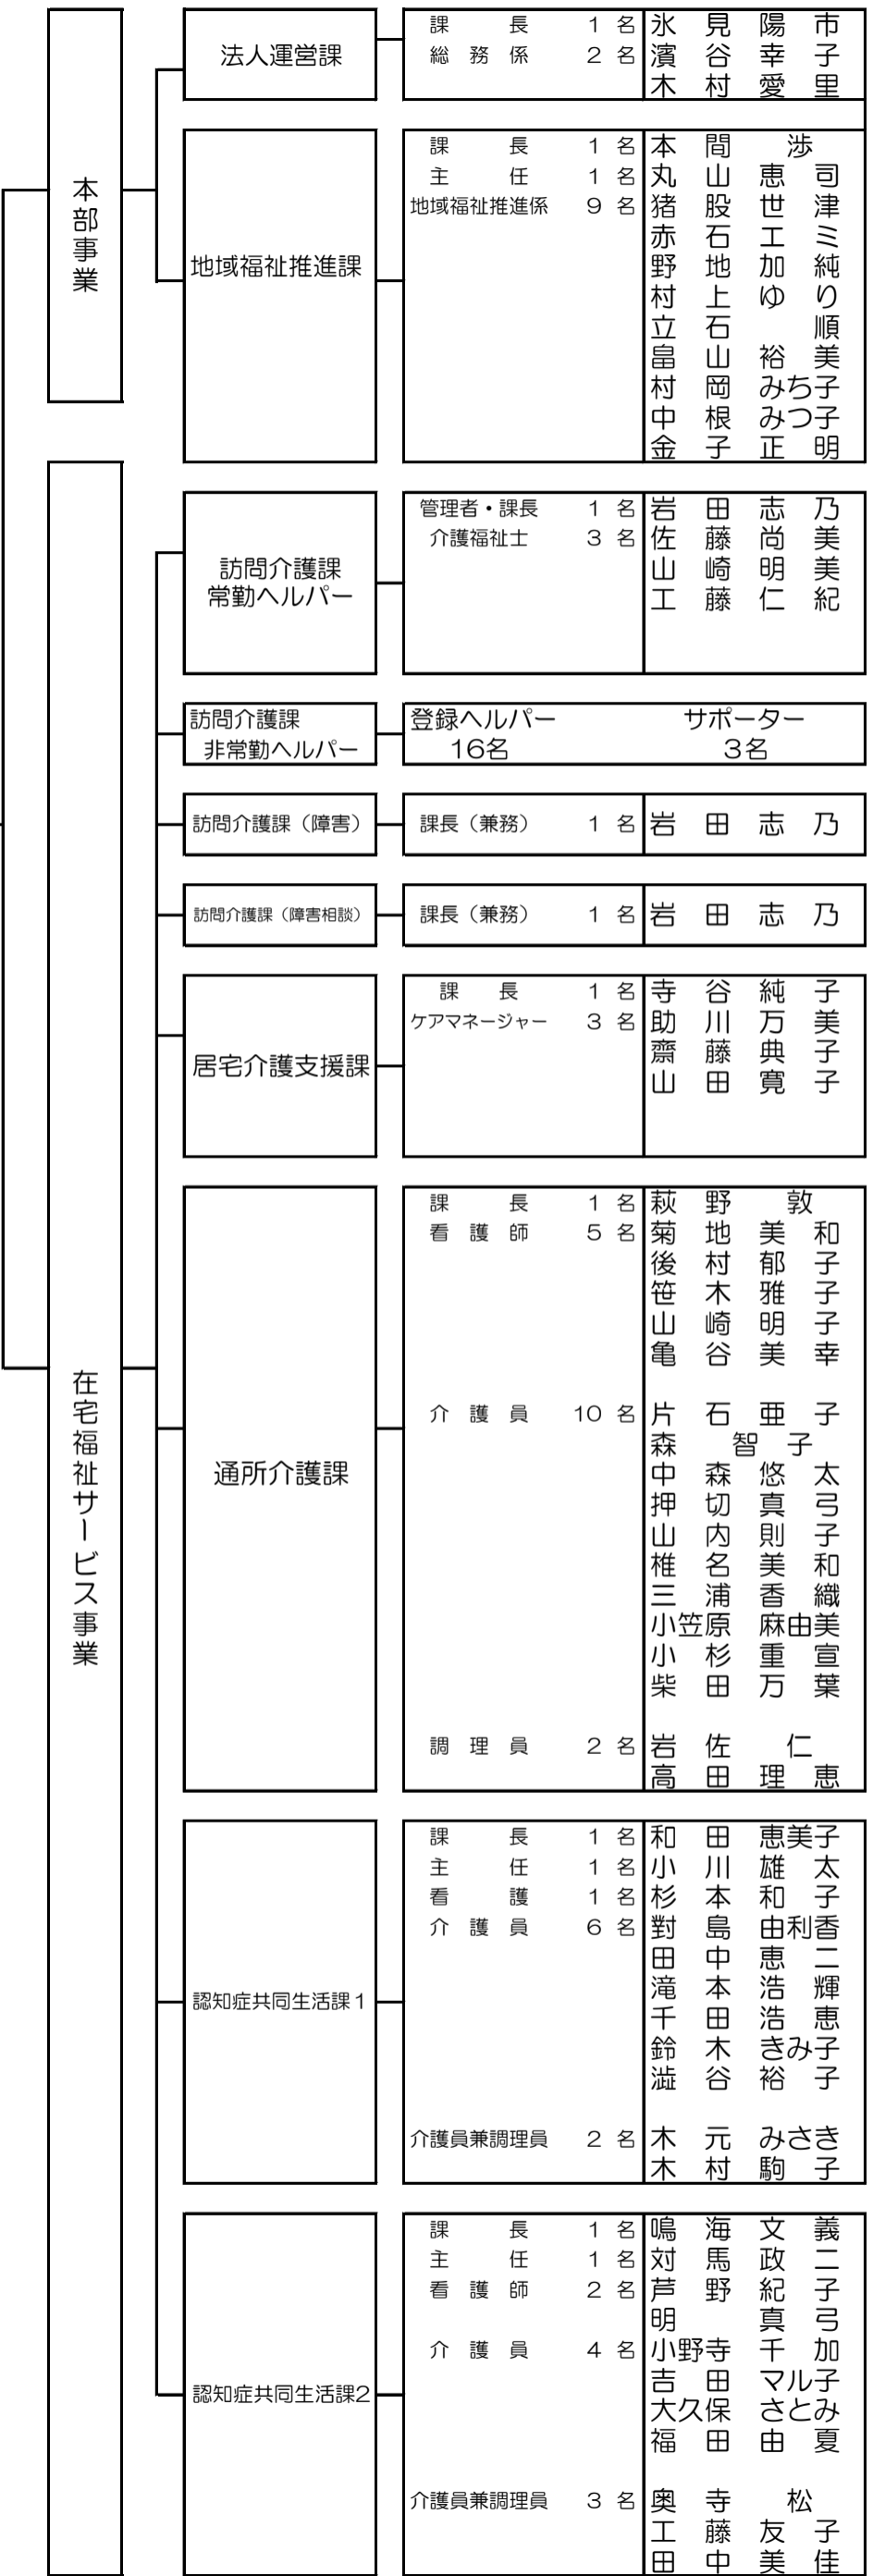 本部事業
法人運営課
課長 1名 氷見陽市
総務係 2名 濱谷幸子
木村愛里
地域福祉推進課
課長 1名 本間渉
主任 1名 丸山恵司
地域福祉推進係 9名 猪股世津
赤石エミ
野地加純
村上ゆり
立石順
畠山裕美
村岡みち子
中根みつ子
金子正明
在宅福祉サービス事業
訪問介護課
常勤ヘルパー
管理者・課長 1名 岩田志乃
介護福祉士 3名 佐藤尚美
山崎明美
工藤仁紀
訪問介護課
非常勤ヘルパー
登録ヘルパー サポーター
16名 3名
訪問介護課（障害） 課長（兼務） 1名 岩田志乃
訪問介護課（障害相談） 課長（兼務） 1名 岩田志乃
居宅介護支援課
課長 1名 寺谷純子
ケアマネージャー 3名 助川万美
齋藤典子
山田寛子
通所介護課
課長 1名 萩野敦
看護師 5名 菊地美和
後村郁子
笹木雅子
山崎明子
亀谷美幸
介護員 10名 片石亜子
森智子
中森悠太
押切真弓
山内則子
椎名美和
三浦香織
小笠原麻由美
小杉重宣
柴田万葉
調理員 2名 岩佐仁
高田理恵
認知症共同生活課1
課長 1名 和田恵美子
主任 1名 小川雄太
看護 1名 杉本和子
介護員 6名 對島由利香
田中恵二
滝本浩輝
千田浩恵
鈴木きみ子
澁谷裕子
介護員兼調理員 2名 木元みさき
木村駒子
認知症共同生活課2
課長 1名 鳴海文義
主任 1名 対馬政二
看護師 2名 芦野紀子
明真弓
介護員 4名 小野寺千加
吉田マル子
大久保さとみ
福田由夏
介護員兼調理員 3名 奥寺松
工藤友子
田中美佳